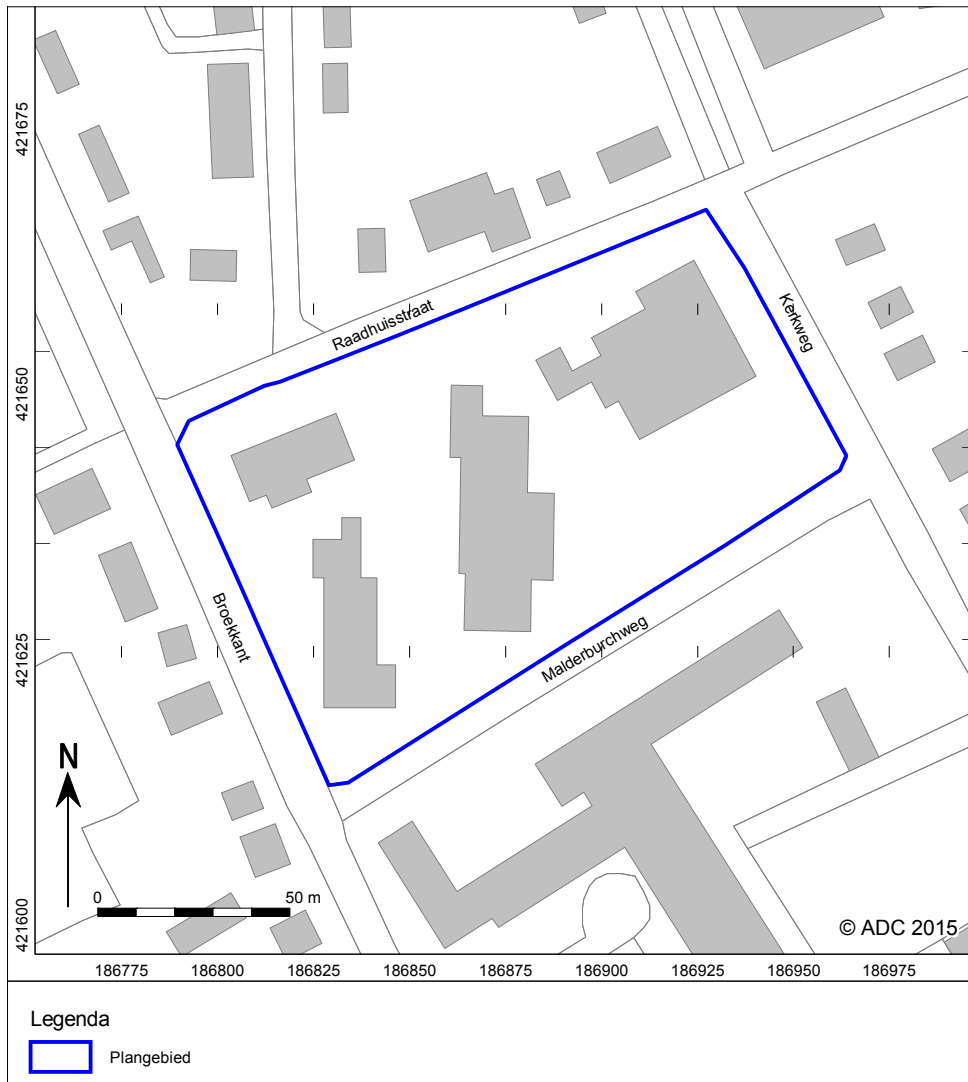 421675
421650
421625
421600
Raadhuisstraat
Kerkweg
Broekkant
Malderburchweg
N
0 50 m
© ADC 2015
186775 186800 186825 186850 186875 186900 186925 186950 186975
Legenda
Plangebied